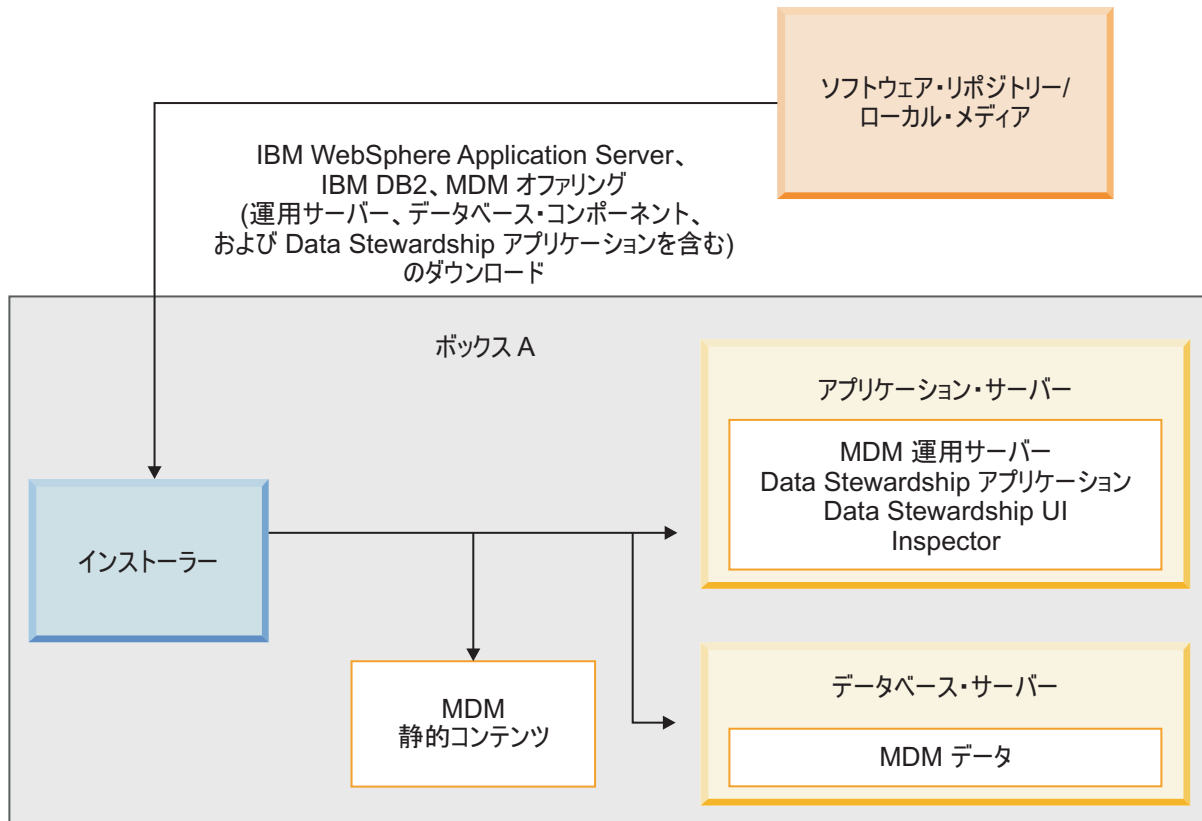 ソフトウェア・リポジトリー/
ローカル・メディア
IBM WebSphere Application Server、
IBM DB2、MDM オファリング
(運用サーバー、データベース・コンポーネント、
および Data Stewardship アプリケーションを含む)
のダウンロード
ボックス A
アプリケーション・サーバー
MDM 運用サーバー
Data Stewardship アプリケーション
Data Stewardship UI
Inspector
インストーラー
MDM
静的コンテンツ
データベース・サーバー
MDM データ